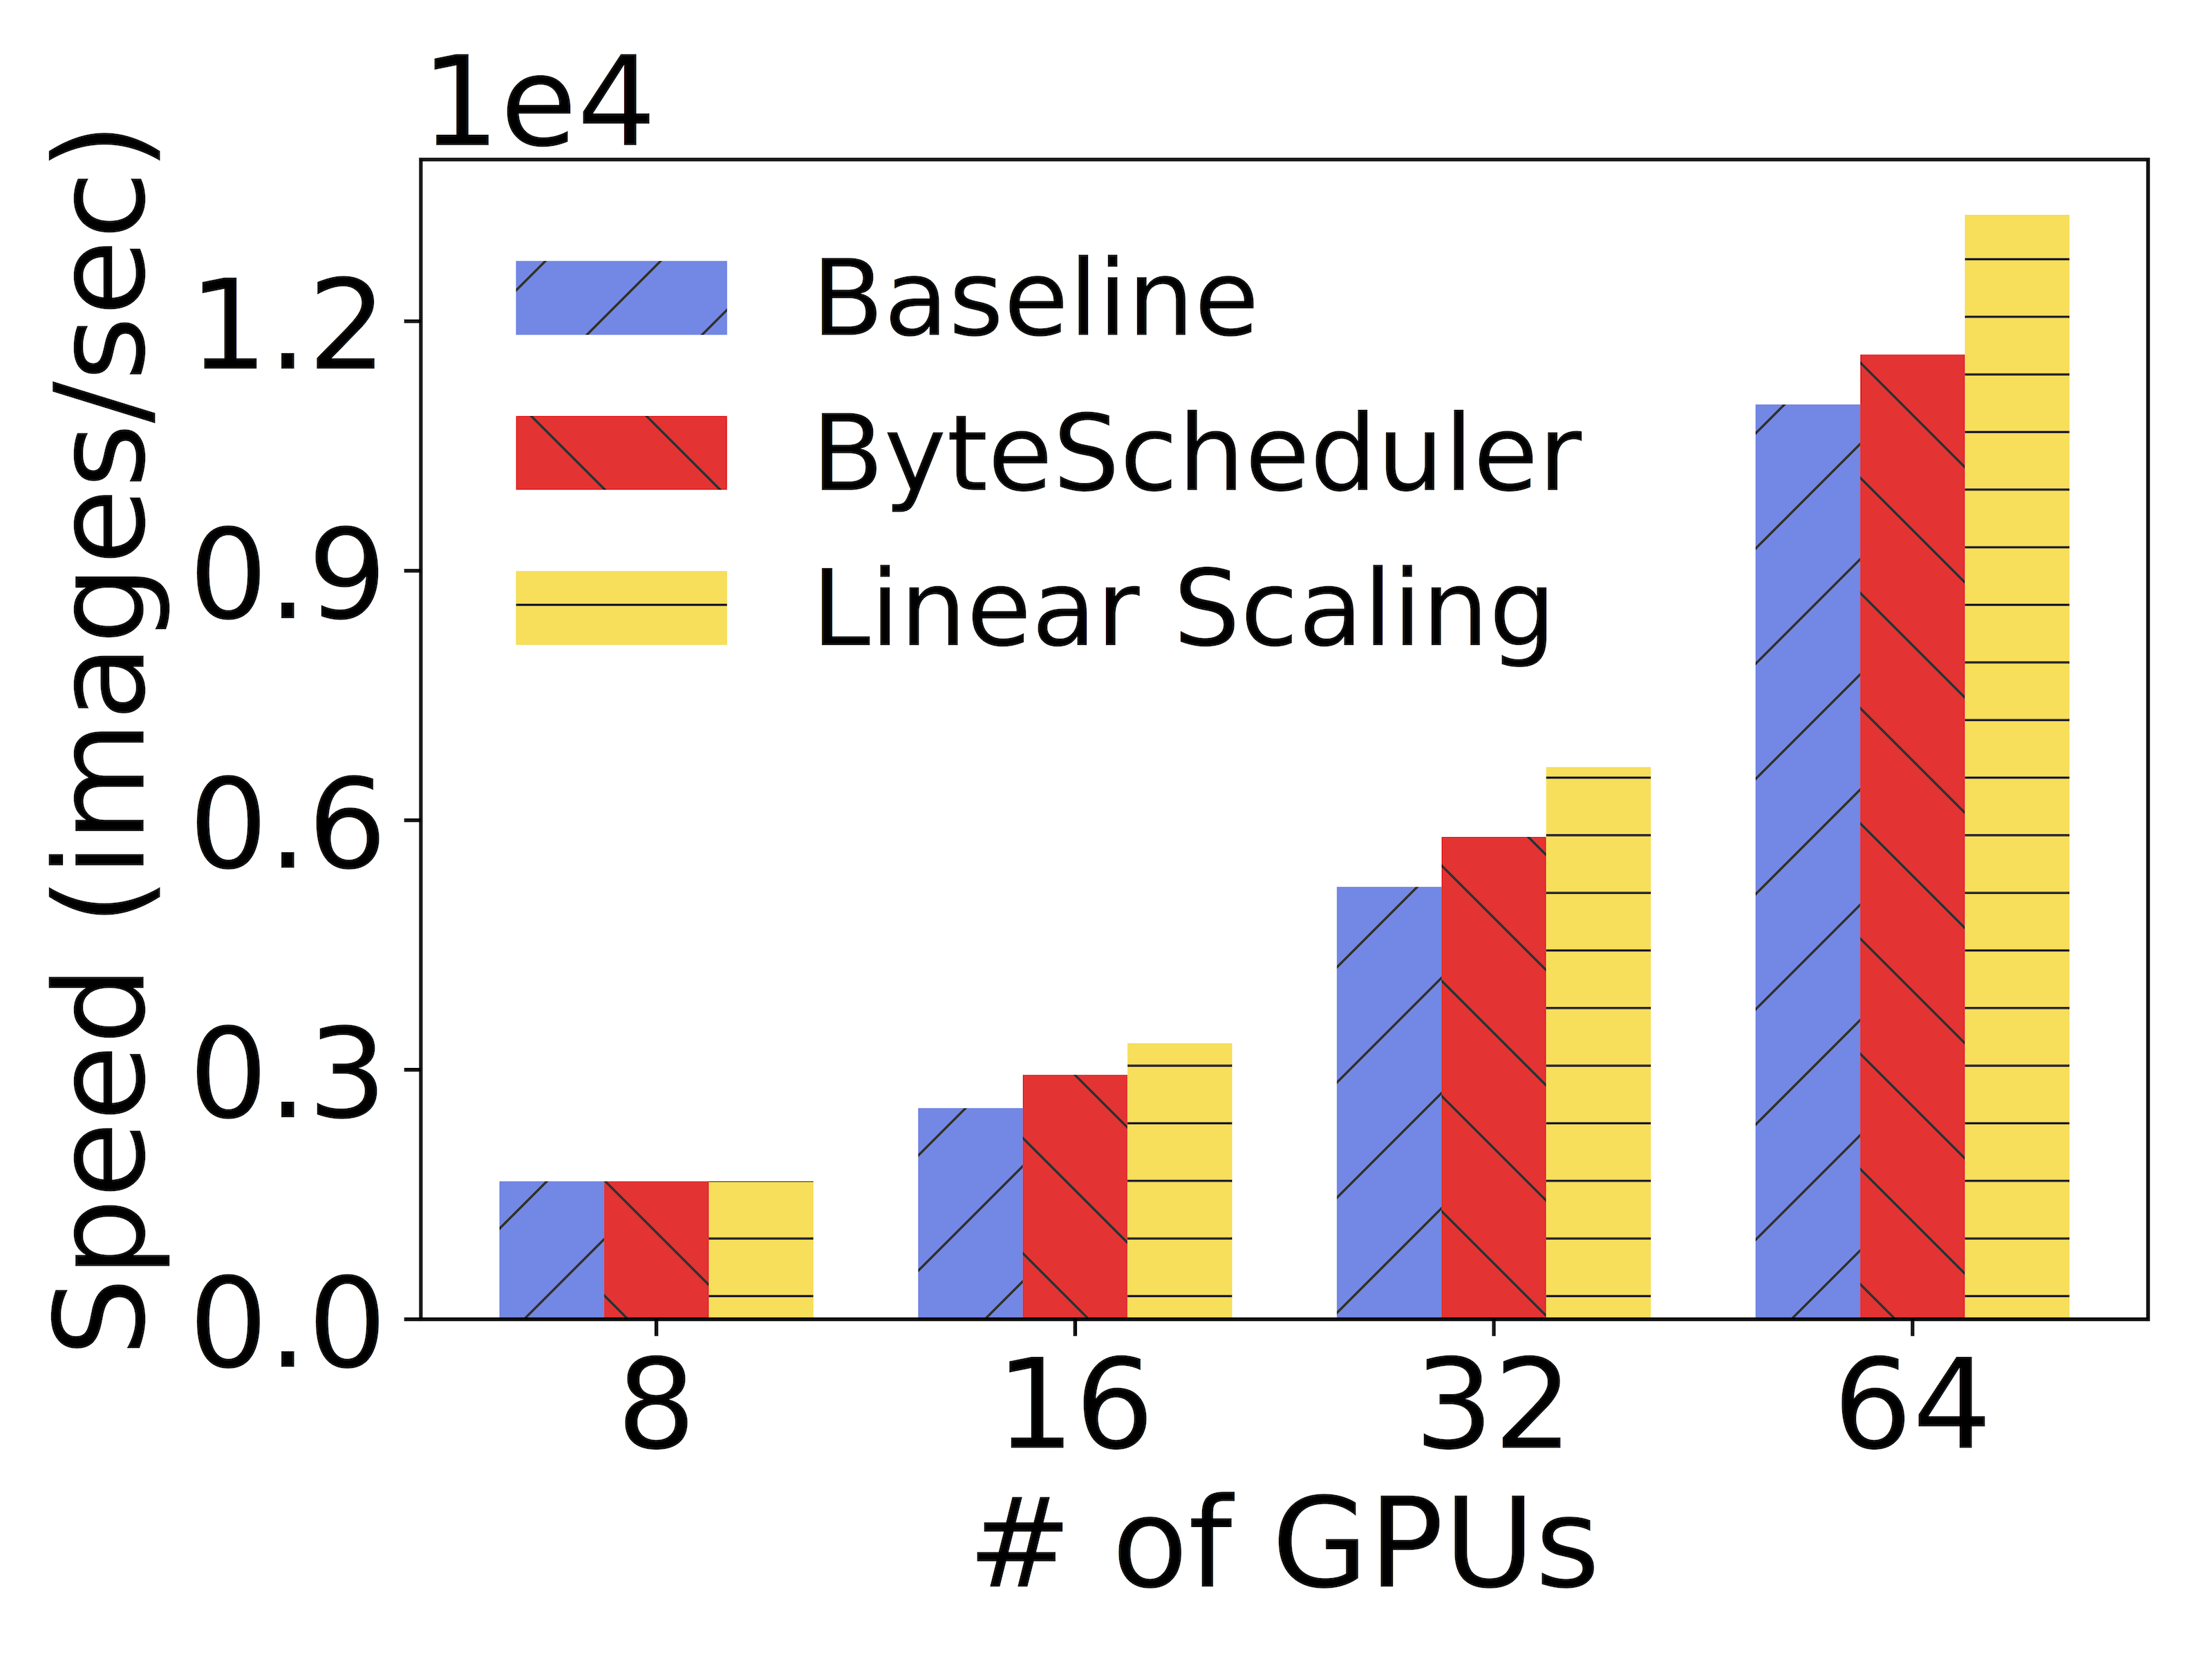 1e4
Speed (images/sec)
1.2
0.9
0.6
0.3
0.0
Baseline
ByteScheduler
Linear Scaling
8 16 32 64
# of GPUs